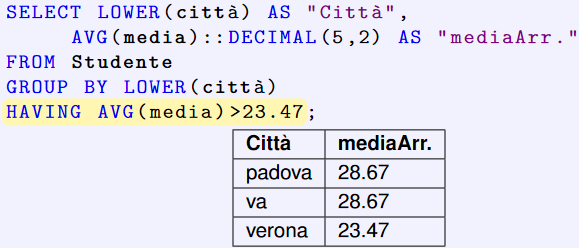 SELECT LOWER(città) AS "Città",
AVG(media)::DECIMAL(5,2) AS "mediaArr."
FROM Studente
GROUP BY LOWER(città)
HAVING AVG(media)>23.47;
Città mediaArr.
padova 28.67
va 28.67
verona 23.47